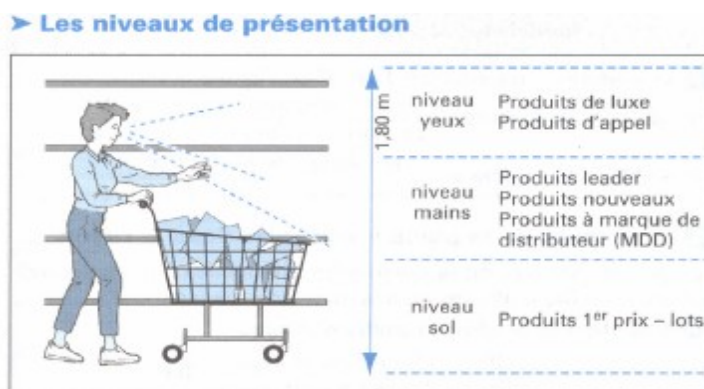 ➤ Les niveaux de présentation
1,80 m
niveau
yeux
Produits de luxe
Produits d'appel
niveau
mains
Produits leader
Produits nouveaux
Produits à marque de
distributeur (MDD)
niveau
sol
Produits 1er prix – lots